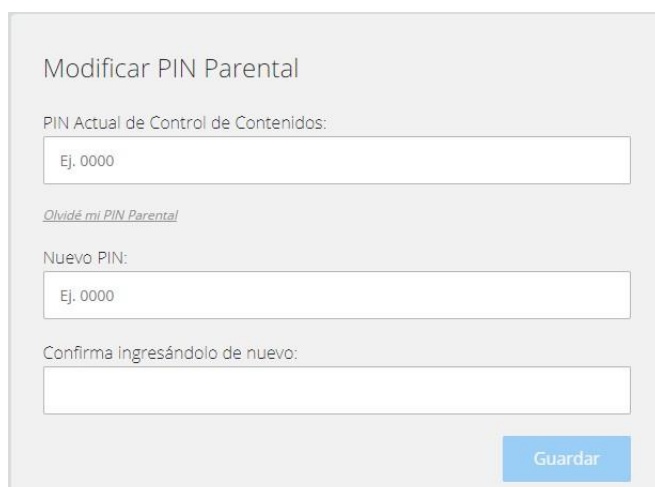 Modificar PIN Parental
PIN Actual de Control de Contenidos:
Ej. 0000
Olvidé mi PIN Parental
Nuevo PIN:
Ej. 0000
Confirma ingresándolo de nuevo:
Guardar